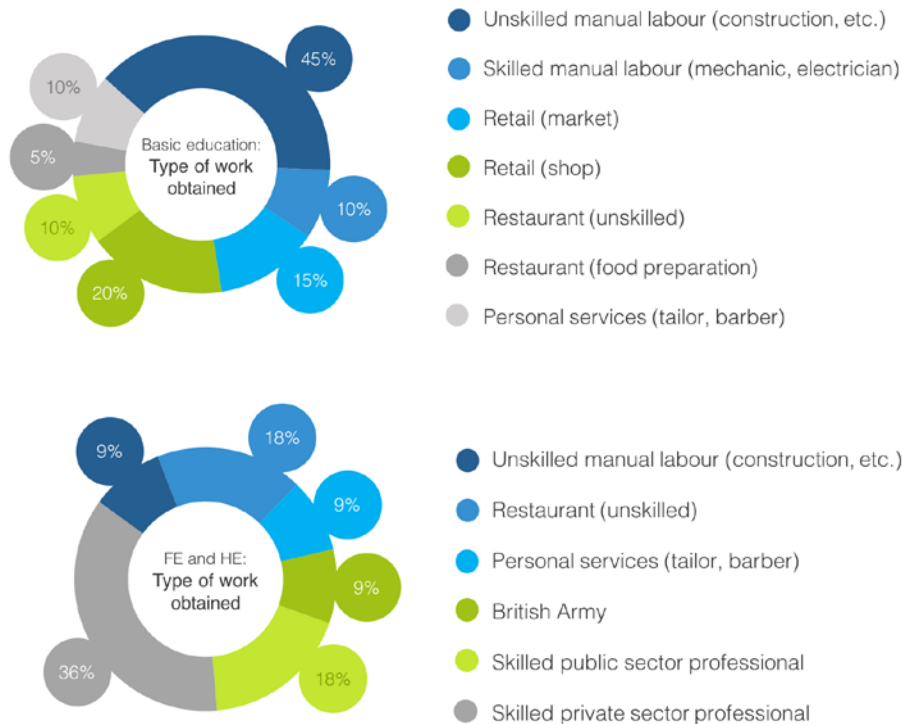 45%
10%
5%
10%
20%
15%
10%
Basic education:
Type of work
obtained
Unskilled manual labour (construction, etc.)
Skilled manual labour (mechanic, electrician)
Retail (market)
Retail (shop)
Restaurant (unskilled)
Restaurant (food preparation)
Personal services (tailor, barber)
9%
18%
9%
9%
18%
36%
FE and HE:
Type of work
obtained
Unskilled manual labour (construction, etc.)
Restaurant (unskilled)
Personal services (tailor, barber)
British Army
Skilled public sector professional
Skilled private sector professional